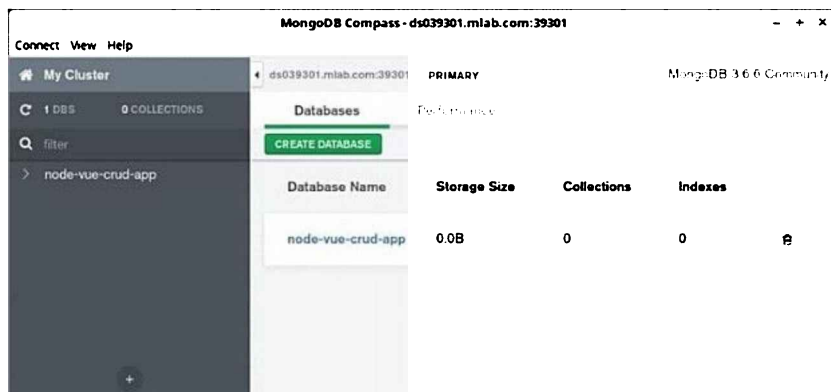 MongoDB Compass - ds039301.mlab.com:39301
Connect View Help
My Cluster
ds039301.mlab.com:39301
PRIMARY
MongoDB 3.6.6 Community
1 DBS 0 COLLECTIONS
Databases
Performance
filter
CREATE DATABASE
node-vue-crud-app
Database Name Storage Size Collections Indexes
node-vue-crud-app 0.0B 0 0